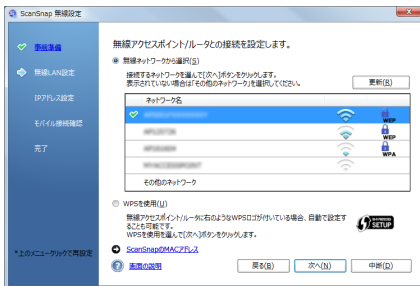 ScanSnap 無線設定
事前準備
無線LAN設定
IPアドレス設定
モバイル接続確認
完了
*上のメニュークリックで再設定
無線アクセスポイント/ルータとの接続を設定します。
無線ネットワークから選択(S)
接続するネットワークを選んで[次へ]ボタンをクリックします。
表示されていない場合は「その他のネットワーク」を選択してください。
更新(R)
ネットワーク名
WEP
WEP
WPA
その他のネットワーク
WPSを使用(U)
無線アクセスポイント/ルータに右のようなWPSロゴが付いている場合、自動で設定す
ることも可能です。
WPSを使用を選んで[次へ]ボタンをクリックします。
SETUP
ScanSnapのMACアドレス
画面の説明
戻る(B)
次へ(N)
中断(O)